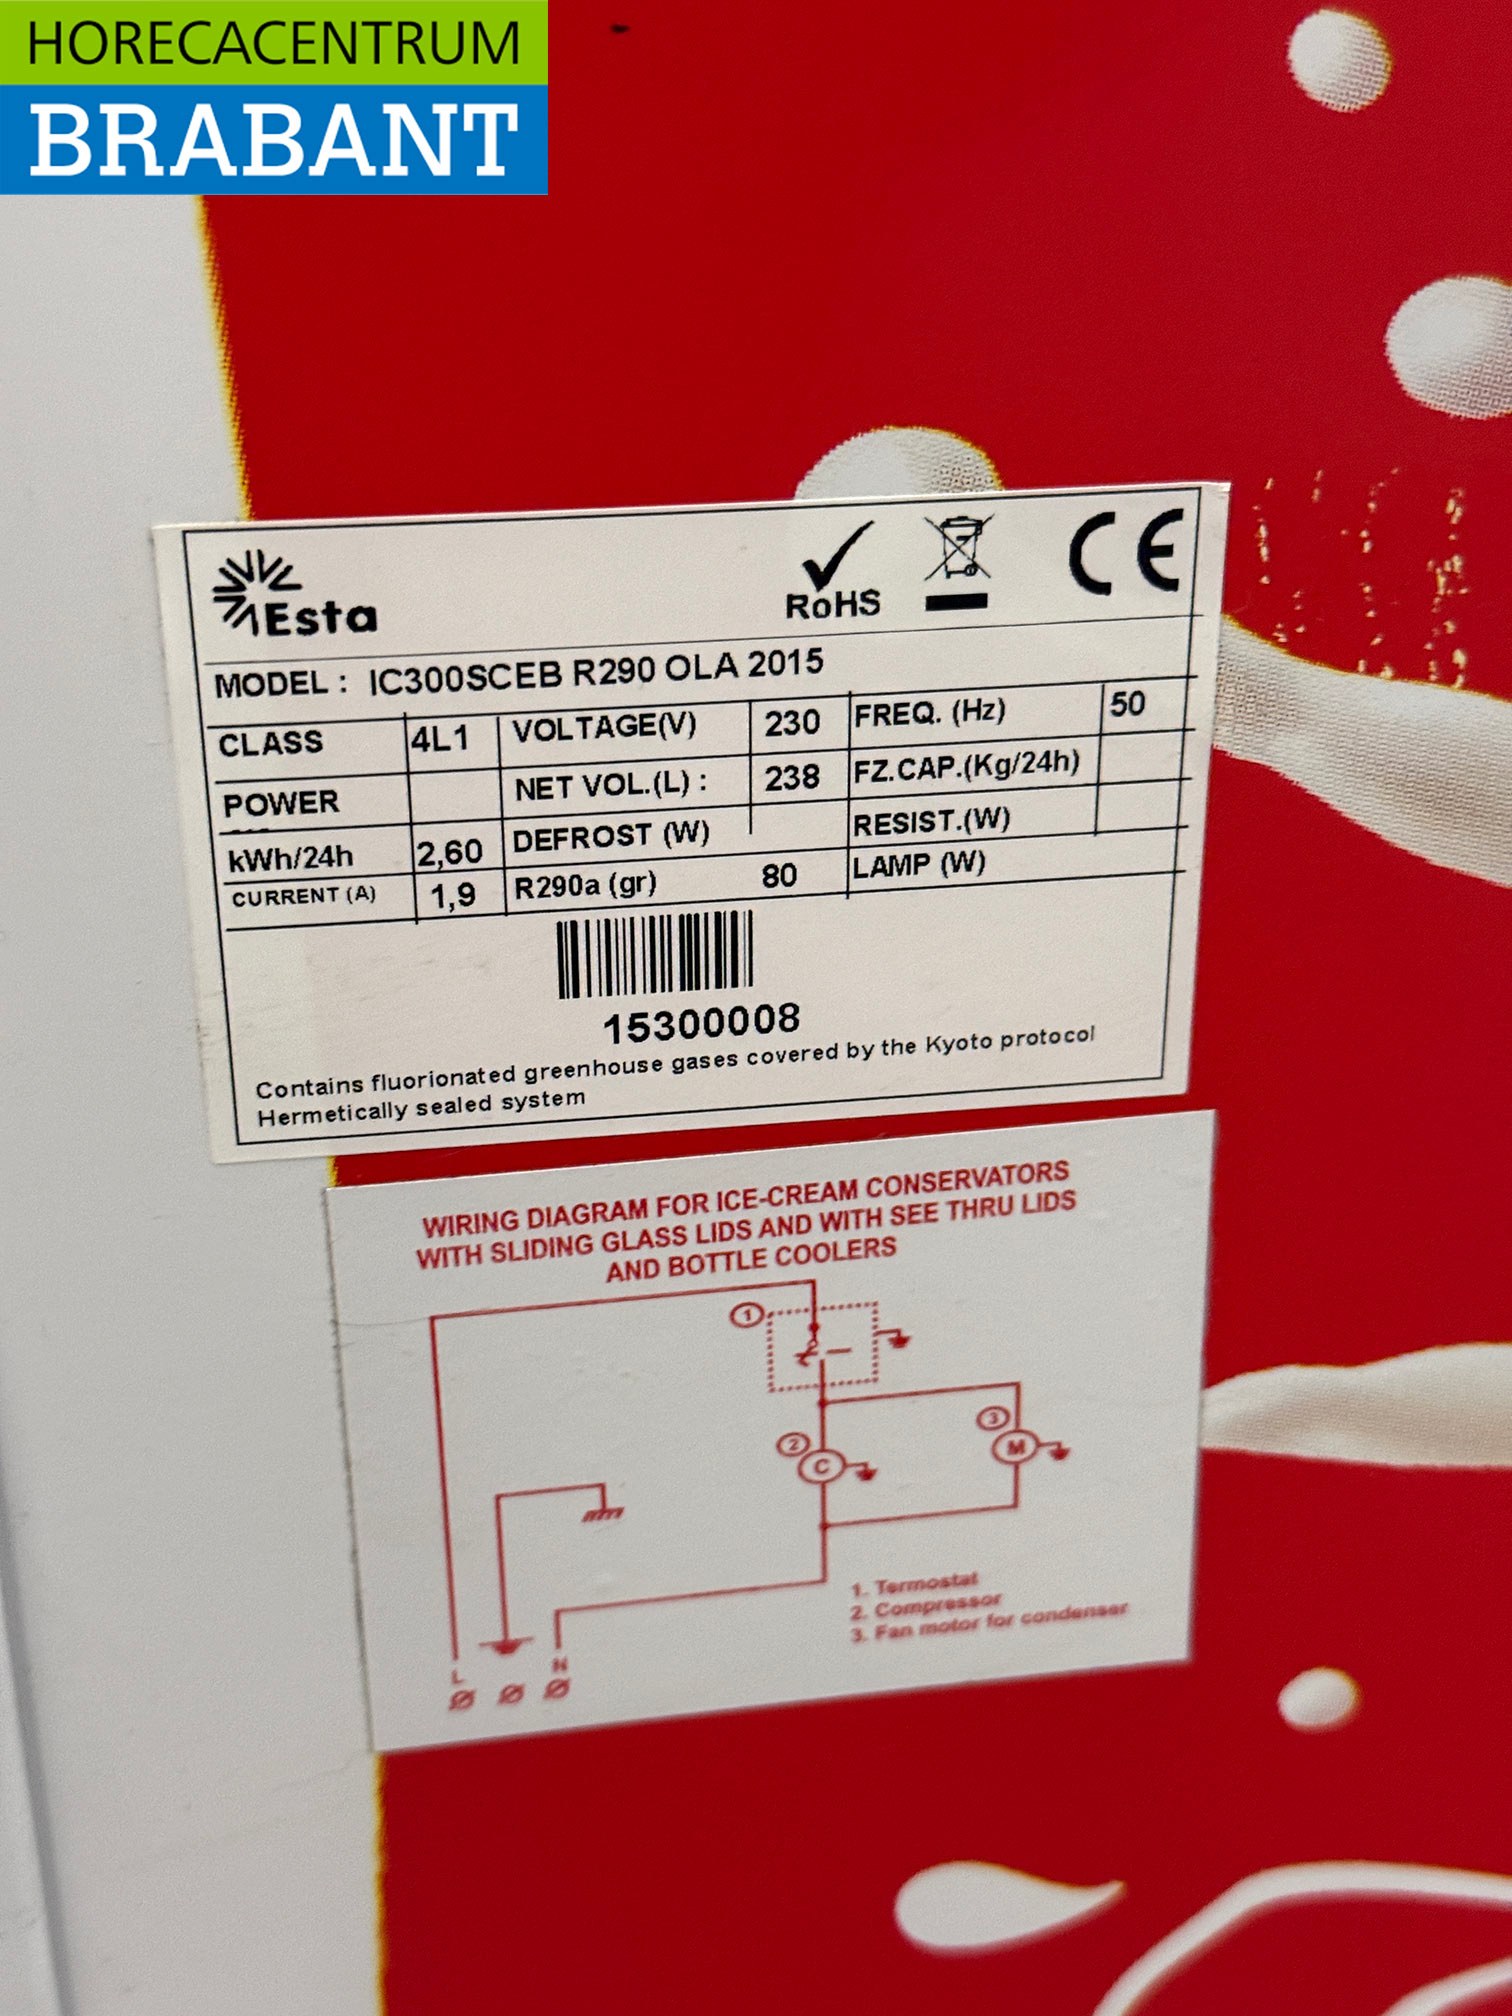 HORECACENTRUM
BRABANT
Esta
RoHS
CE
MODEL : IC300SCEB R290 OLA 2015
CLASS 4L1 VOLTAGE(V) 230 FREQ. (Hz) 50
POWER NET VOL.(L) : 238 FZ.CAP.(Kg/24h)
kWh/24h 2,60 DEFROST (W) RESIST.(W)
CURRENT (A) 1,9 R290a (gr) 80 LAMP (W)
15300008
Contains fluorionated greenhouse gases covered by the Kyoto protocol
Hermetically sealed system
WIRING DIAGRAM FOR ICE-CREAM CONSERVATORS
WITH SLIDING GLASS LIDS AND WITH SEE THRU LIDS
AND BOTTLE COOLERS
1
3
M
2
C
1. Termostat
2. Compressor
3. Fan motor for condenser
L N